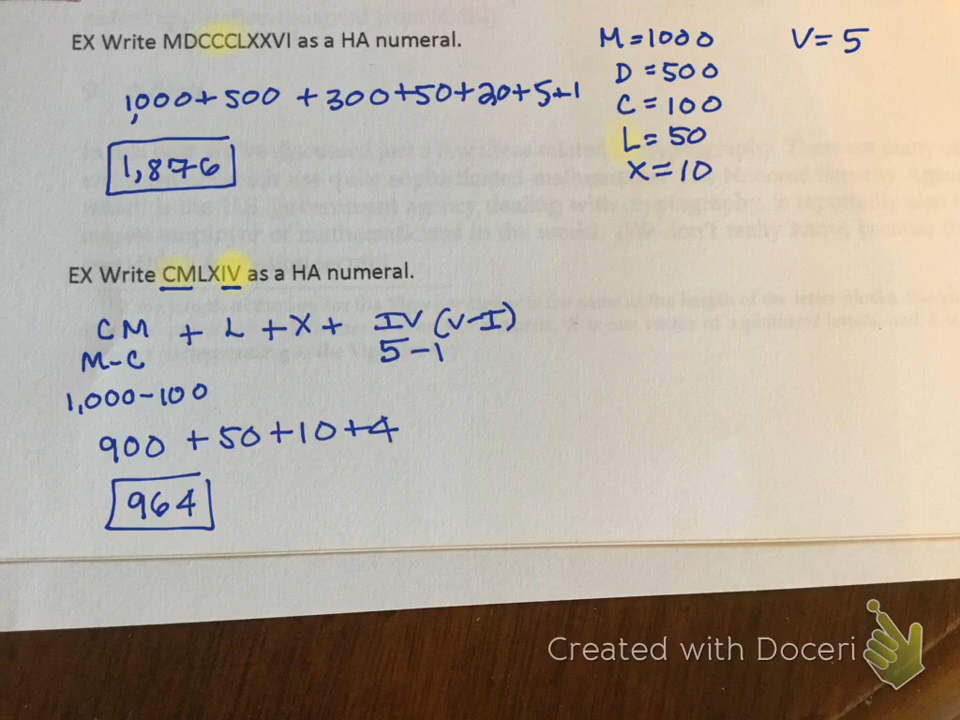 EX Write MDCCCLXXVI as a HA numeral.
M=1000
V=5
D=500
C=100
L=50
X=10
1,000+500+300+50+20+5+1
1,876
EX Write CMLXIV as a HA numeral.
CM + L + X + IV (V-I)
M-C
5-1
1,000-100
900 + 50+10+4
964
Created with Doceri